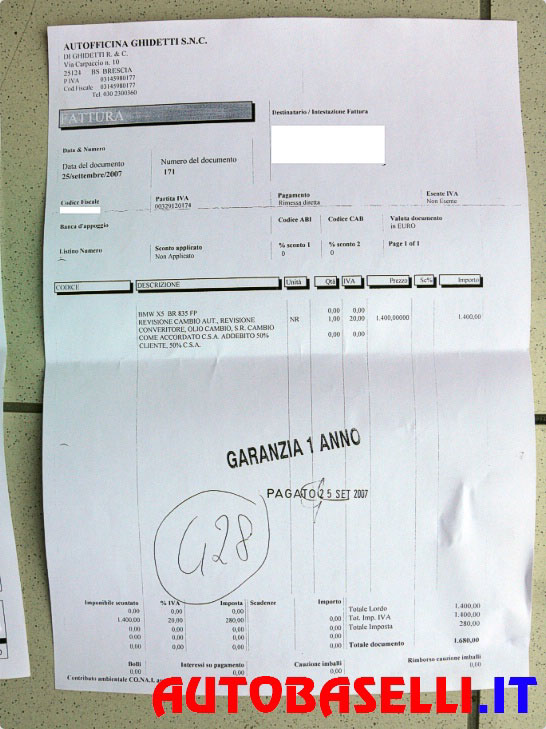 AUTOFFICINA GHIDETTI S.N.C.
DI GHIDETTI R. & C.
Via Carpaccio n. 10
25124 BS BRESCIA
P.IVA 03145980177
Cod Fiscale 03145980177
Tel. 030 2300360
FATTURA
Destinatario / Intestazione Fattura
Data & Numero
Data del documento
25/settembre/2007
Numero del documento
171
Codice Fiscale
Partita IVA
00329120174
Pagamento
Rimessa diretta
Esente IVA
Non Esente
Banca d'appoggio
Codice ABI
Codice CAB
Valuta documento
in EURO
Listino Numero
Sconto applicato
Non Applicato
% sconto 1
0
% sconto 2
0
Page 1 of 1
CODICE DESCRIZIONE Unità Qtà IVA Prezzo Sc% Importo
BMW X5 BR 835 FP 0,00 0,00
REVISIONE CAMBIO AUT., REVISIONE NR 1,00 20,00 1.400,00000 1.400,00
CONVERITORE, OLIO CAMBIO, S.R. CAMBIO
COME ACCORDATO C.S.A. ADDEBITO 50% 0,00 0,00
CLIENTE, 50% C.S.A.
GARANZIA 1 ANNO
PAGATO 25 SET 2007
G28
Imponibile scontato % IVA Imposta Scadenze Importo
0,00 0,00 0,00
1.400,00 20,00 280,00 0,00
0,00 0,00 0,00 0,00
0,00 0,00 0,00 0,00
0,00 0,00 0,00 0,00
Totale Lordo 1.400,00
Tot. Imp. IVA 1.400,00
Totale Imposta 280,00
Totale documento 1.680,00
Bolli
0,00
Interessi su pagamento
0,00
Cauzione imballi
0,00
Rimborso cauzione imballi
0,00
Contributo ambientale CO.NA.I.
AUTOBASELLI.IT